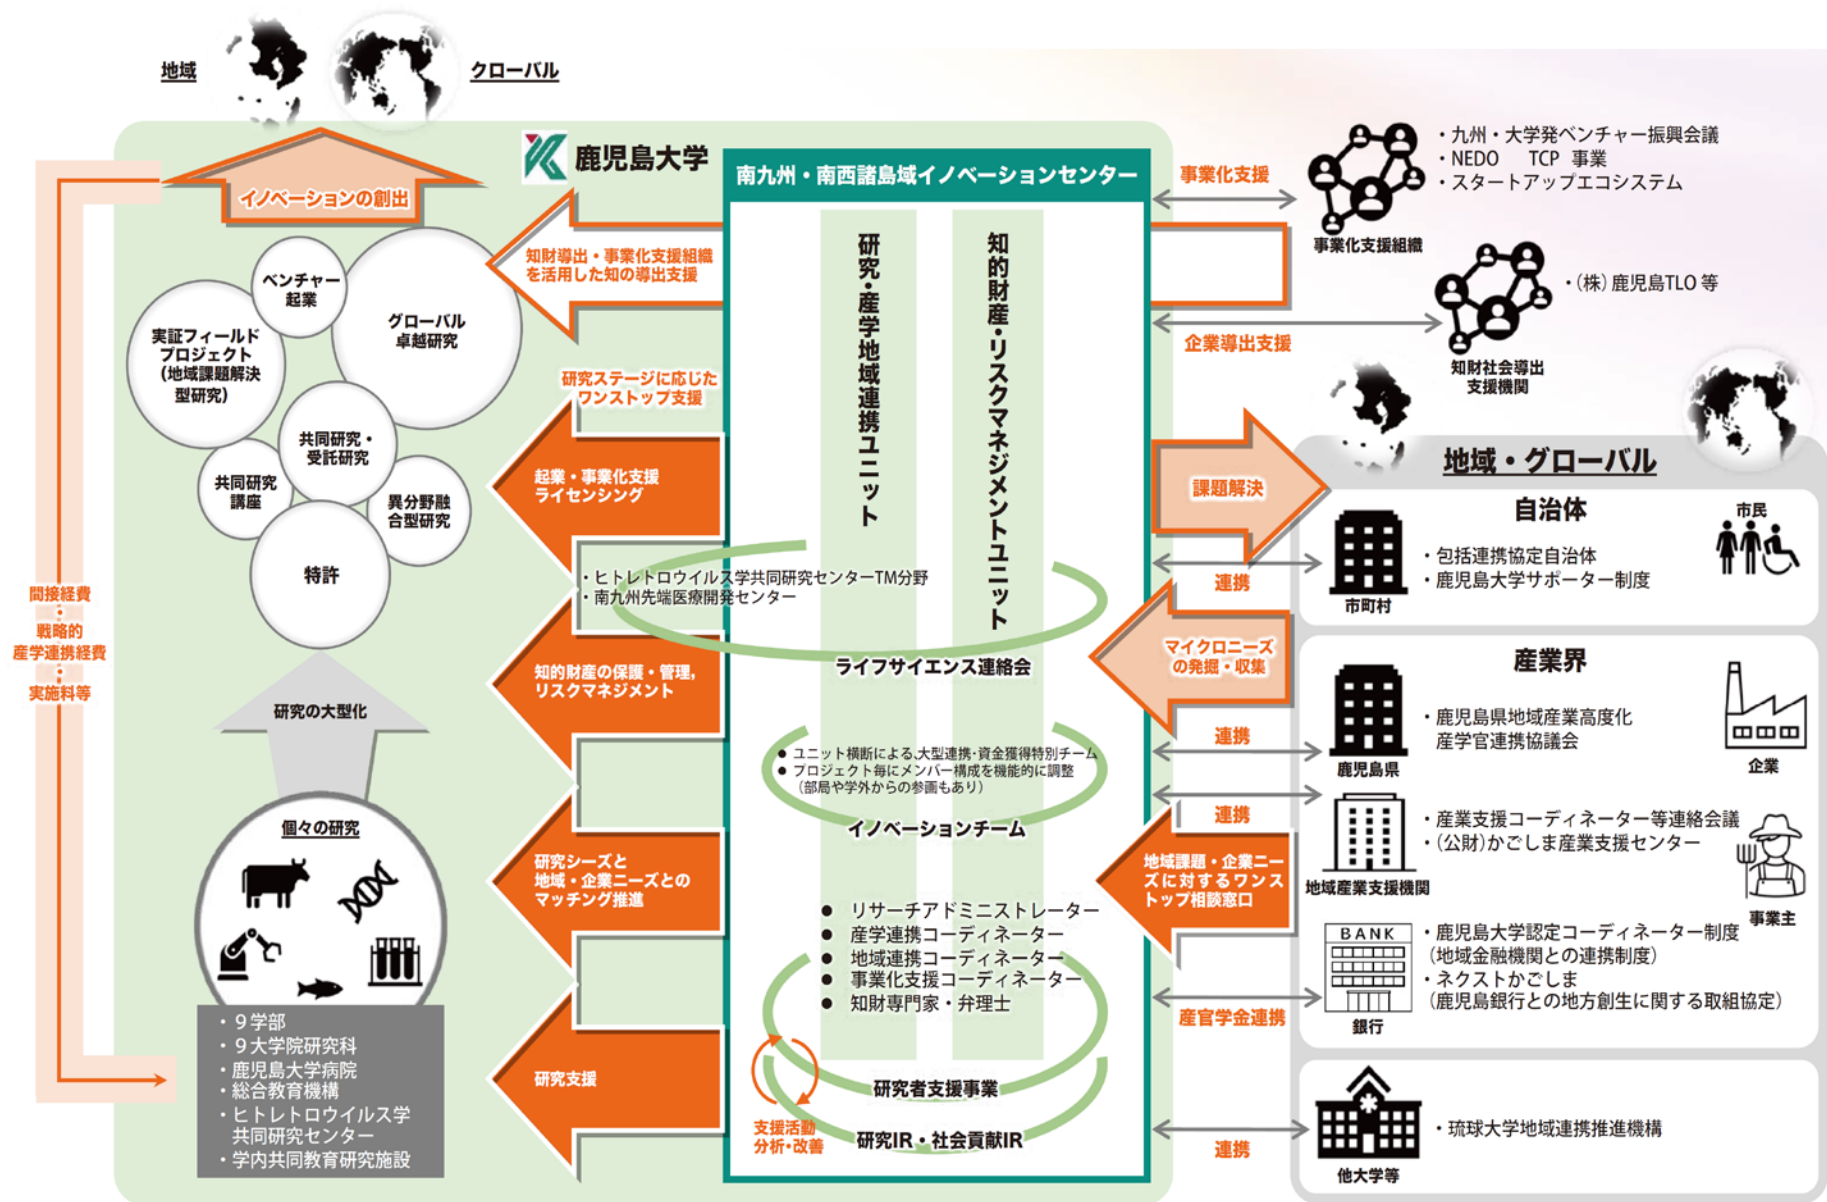 地域
クローバル
鹿児島大学
イノベーションの創出
ベンチャー
起業
グローバル
卓越研究
実証フィールド
プロジェクト
(地域課題解決
型研究)
共同研究・
受託研究
共同研究
講座
異分野融
合型研究
特許
間接経費
・
戦略的
産学連携経費
・
実施料等
研究の大型化
個々の研究
・９学部
・９大学院研究科
・鹿児島大学病院
・総合教育機構
・ヒトレトロウイルス学
共同研究センター
・学内共同教育研究施設
知財導出・事業化支援組織
を活用した知の導出支援
研究ステージに応じた
ワンストップ支援
起業・事業化支援
ライセンシング
知的財産の保護・管理,
リスクマネジメント
研究シーズと
地域・企業ニーズとの
マッチング推進
研究支援
南九州・南西諸島域イノベーションセンター
研究・産学地域連携ユニット
知的財産・リスクマネジメントユニット
・ヒトレトロウイルス学共同研究センターTM分野
・南九州先端医療開発センター
ライフサイエンス連絡会
● ユニット横断による、大型連携・資金獲得特別チーム
● プロジェクト毎にメンバー構成を機能的に調整
（部局や学外からの参画もあり）
イノベーションチーム
● リサーチアドミニストレーター
● 産学連携コーディネーター
● 地域連携コーディネーター
● 事業化支援コーディネーター
● 知財専門家・弁理士
研究者支援事業
支援活動
分析・改善
研究IR・社会貢献IR
事業化支援
企業導出支援
課題解決
連携
マイクロニーズ
の発掘・収集
連携
連携
地域課題・企業ニー
ズに対するワンス
トップ相談窓口
産官学金連携
連携
事業化支援組織
・九州・大学発ベンチャー振興会議
・NEDO TCP 事業
・スタートアップエコシステム
知財社会導出
支援機関
・(株)鹿児島TLO 等
地域・グローバル
自治体
市民
市町村
・包括連携協定自治体
・鹿児島大学サポーター制度
産業界
鹿児島県
・鹿児島県地域産業高度化
産学官連携協議会
企業
地域産業支援機関
・産業支援コーディネーター等連絡会議
・(公財)かごしま産業支援センター
事業主
BANK
銀行
・鹿児島大学認定コーディネーター制度
(地域金融機関との連携制度)
・ネクストかごしま
(鹿児島銀行との地方創生に関する取組協定)
他大学等
・琉球大学地域連携推進機構